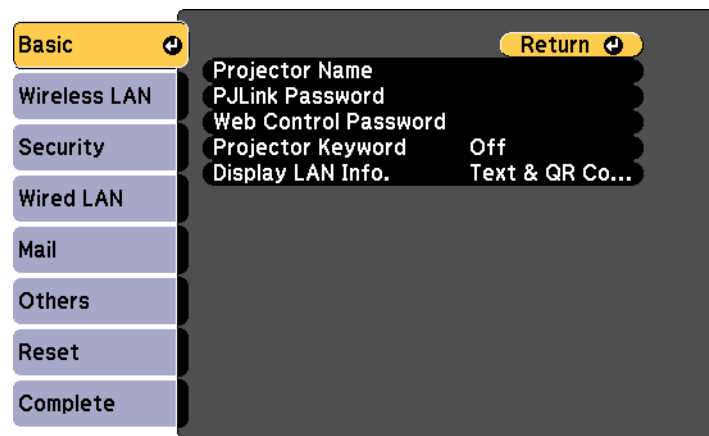 Basic
Wireless LAN
Security
Wired LAN
Mail
Others
Reset
Complete
Return
Projector Name
PJLink Password
Web Control Password
Projector Keyword Off
Display LAN Info. Text & QR Co...